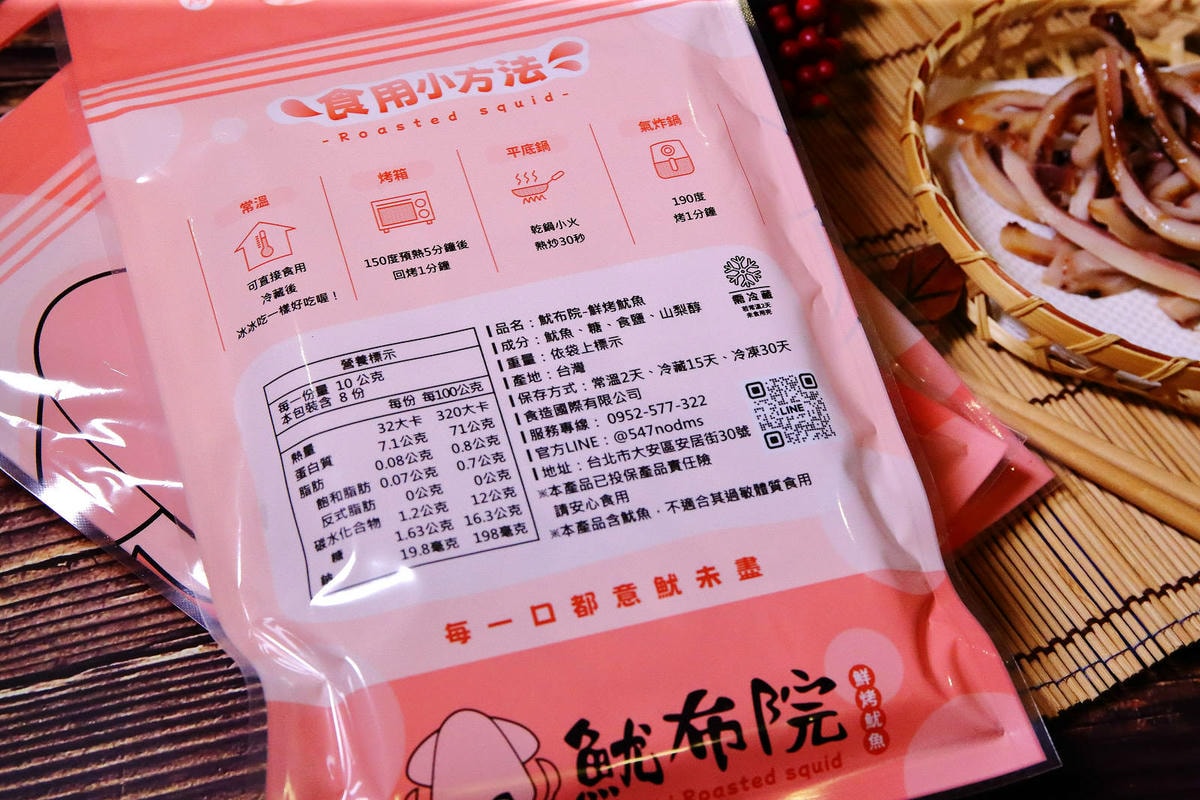 食用小方法
- Roasted squid -
常溫
可直接食用
冷藏後
冰冰吃一樣好吃喔！
烤箱
150度預熱5分鐘後
回烤1分鐘
平底鍋
乾鍋小火
熱炒30秒
氣炸鍋
190度
烤1分鐘
營養標示
每一份量 10 公克
本包裝含 8 份
每份 每100公克
熱量 32大卡 320大卡
蛋白質 7.1公克 71公克
脂肪 0.08公克 0.8公克
飽和脂肪 0.07公克 0.7公克
反式脂肪 0公克 0公克
碳水化合物 1.2公克 12公克
糖 1.63公克 16.3公克
鈉 19.8毫克 198毫克
需冷藏
若常溫2天
未食用完
品名：魷布院-鮮烤魷魚
成分：魷魚、糖、食鹽、山梨醇
重量：依袋上標示
產地：台灣
保存方式：常溫2天、冷藏15天、冷凍30天
食造國際有限公司
服務專線：0952-577-322
官方LINE：@547nodms
地址：台北市大安區安居街30號
※本產品已投保產品責任險
請安心食用
※本產品含魷魚，不適合其過敏體質食用
LINE
每一口都意魷未盡
魷布院
鮮烤魷魚
Roasted squid